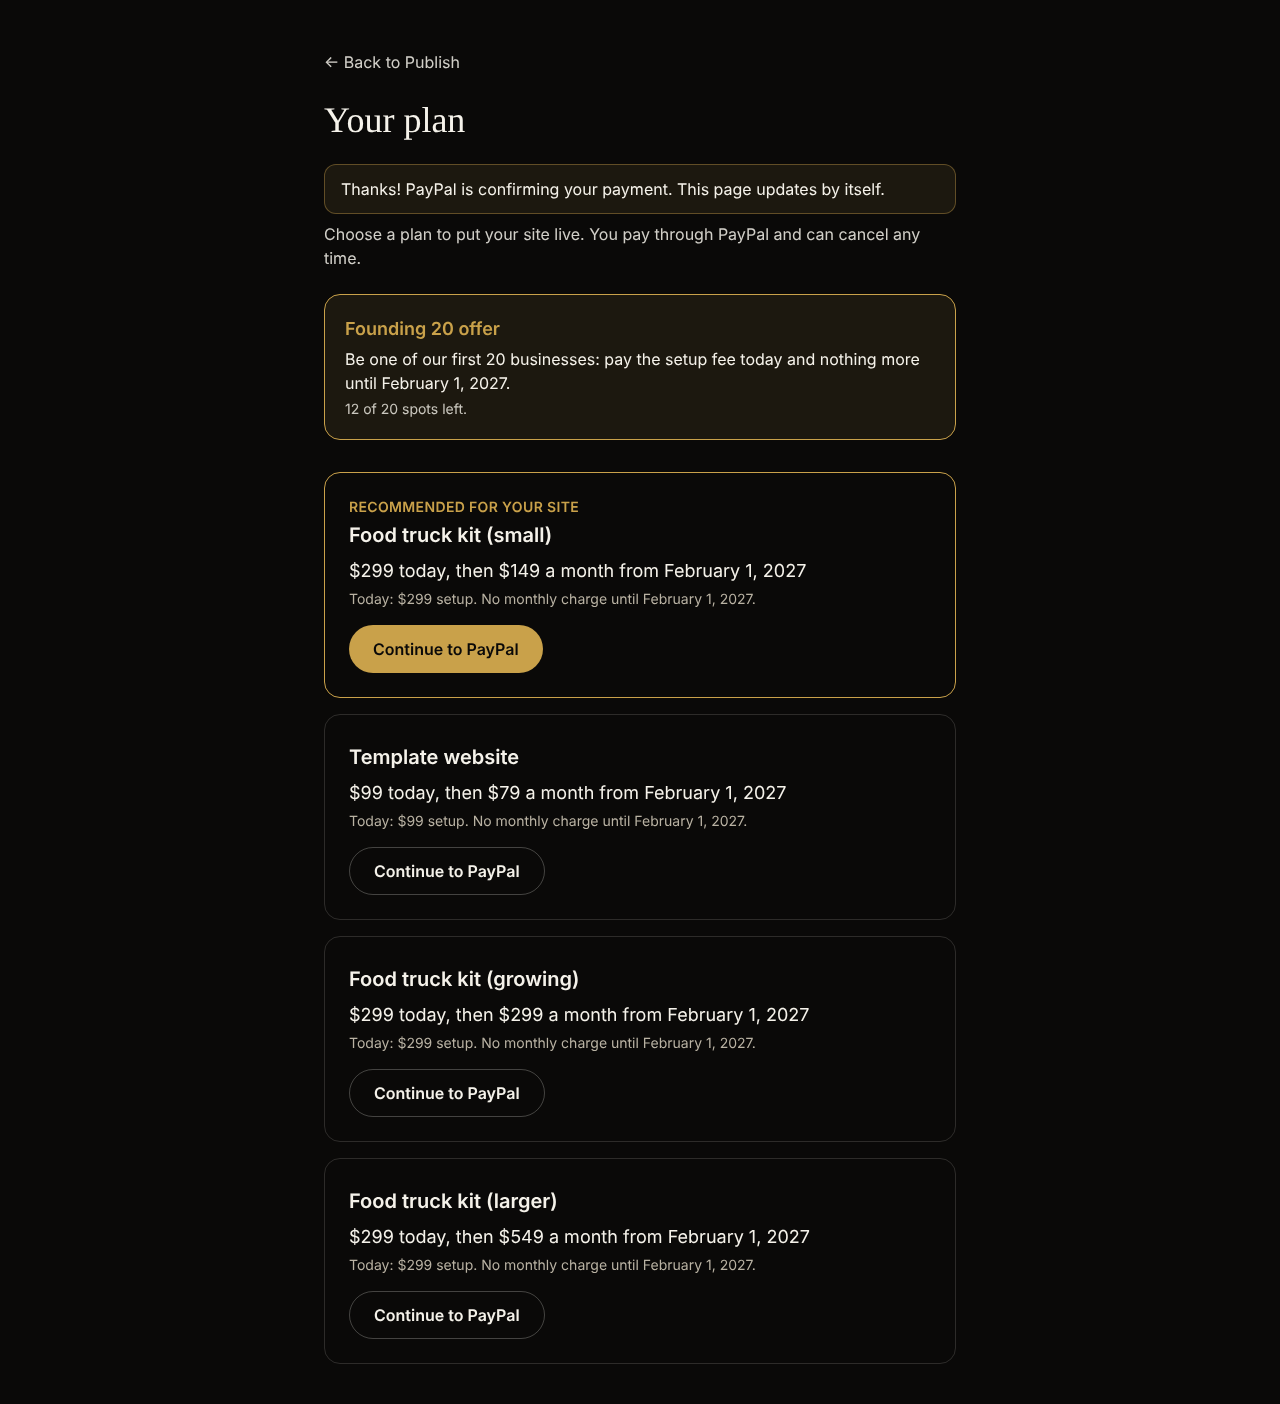 ← Back to Publish
Your plan
Thanks! PayPal is confirming your payment. This page updates by itself.
Choose a plan to put your site live. You pay through PayPal and can cancel any
time.
Founding 20 offer
Be one of our first 20 businesses: pay the setup fee today and nothing more
until February 1, 2027.
12 of 20 spots left.
RECOMMENDED FOR YOUR SITE
Food truck kit (small)
$299 today, then $149 a month from February 1, 2027
Today: $299 setup. No monthly charge until February 1, 2027.
Continue to PayPal
Template website
$99 today, then $79 a month from February 1, 2027
Today: $99 setup. No monthly charge until February 1, 2027.
Continue to PayPal
Food truck kit (growing)
$299 today, then $299 a month from February 1, 2027
Today: $299 setup. No monthly charge until February 1, 2027.
Continue to PayPal
Food truck kit (larger)
$299 today, then $549 a month from February 1, 2027
Today: $299 setup. No monthly charge until February 1, 2027.
Continue to PayPal